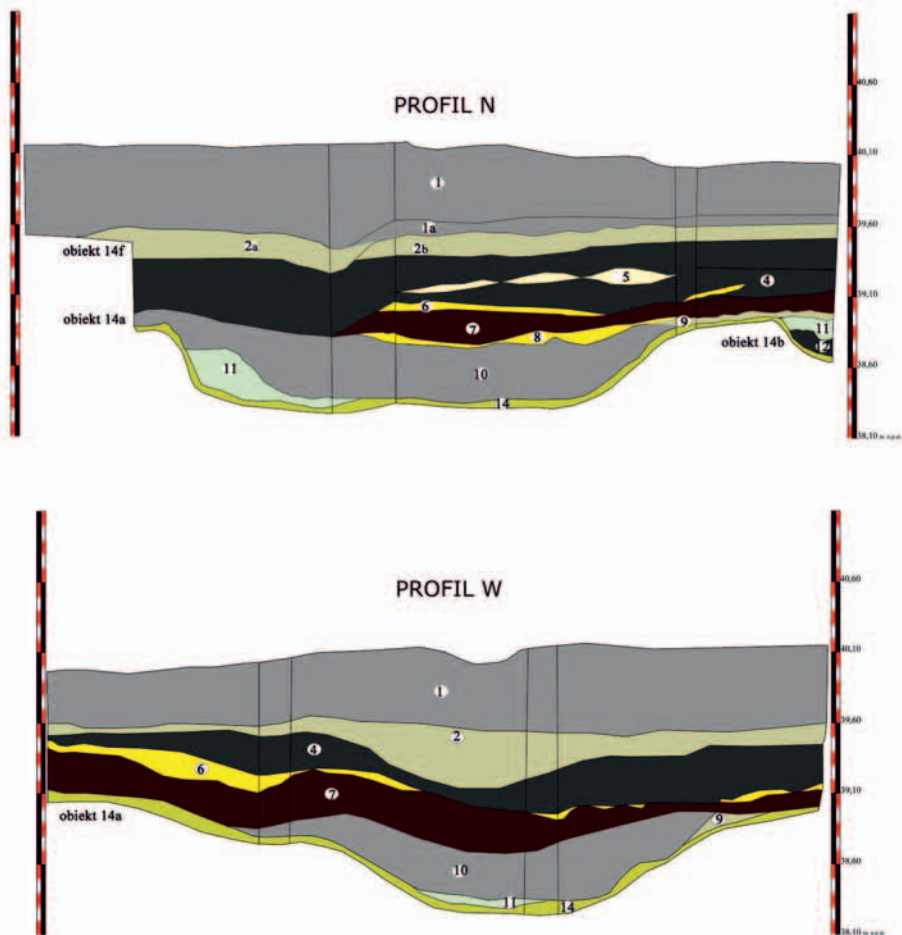 40,60
PROFIL N
40,10
1
39,60
1a
obiekt 14f
2a
2b
5
4
39,10
6
obiekt 14a
7
9
11
8
obiekt 14b
12
38,60
11
10
14
38,10 m n.p.m.
40,60
PROFIL W
40,10
1
39,60
2
4
6
39,10
7
obiekt 14a
9
10
38,60
11
14
38,10 m n.p.m.